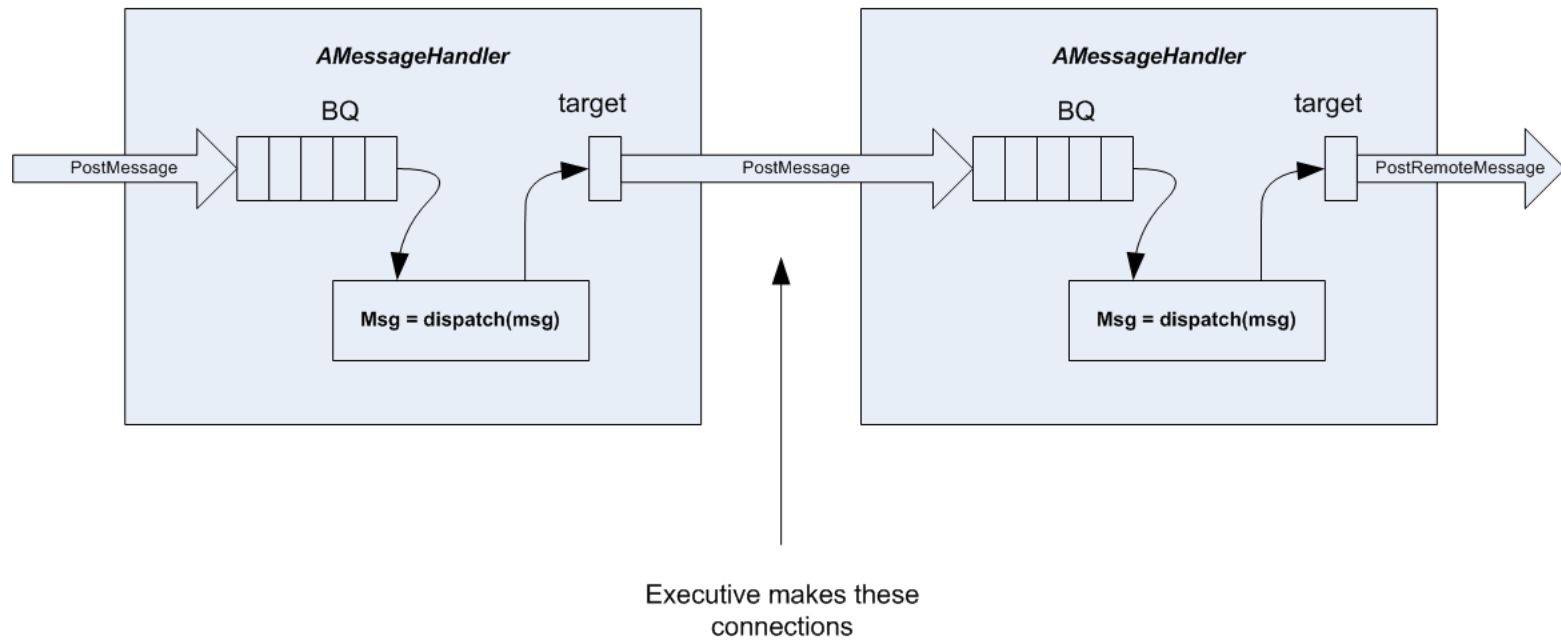 AMessageHandler
AMessageHandler
BQ
target
BQ
target
PostMessage
PostMessage
PostRemoteMessage
Msg = dispatch(msg)
Msg = dispatch(msg)
Executive makes these
connections